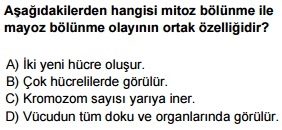 Aşağıdakilerden hangisi mitoz bölünme ile
mayoz bölünme olayının ortak özelliğidir?
A) İki yeni hücre oluşur.
B) Çok hücrelilerde görülür.
C) Kromozom sayısı yarıya iner.
D) Vücudun tüm doku ve organlarında görülür.